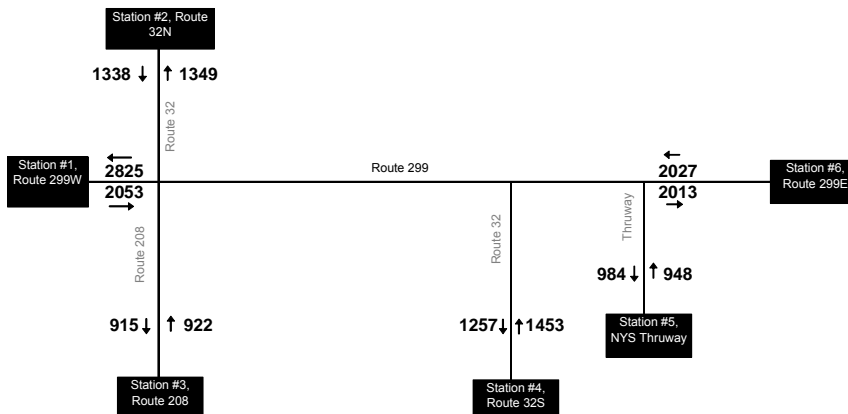 Station #2, Route
32N
1338 ↓ ↑ 1349
Route 32
Station #1,
Route 299W
←
2825
2053
→
Route 299
←
2027
2013
→
Station #6,
Route 299E
Route 208
Route 32
Thruway
984 ↓ ↑ 948
915 ↓ ↑ 922
1257 ↓ ↑ 1453
Station #5,
NYS Thruway
Station #3,
Route 208
Station #4,
Route 32S